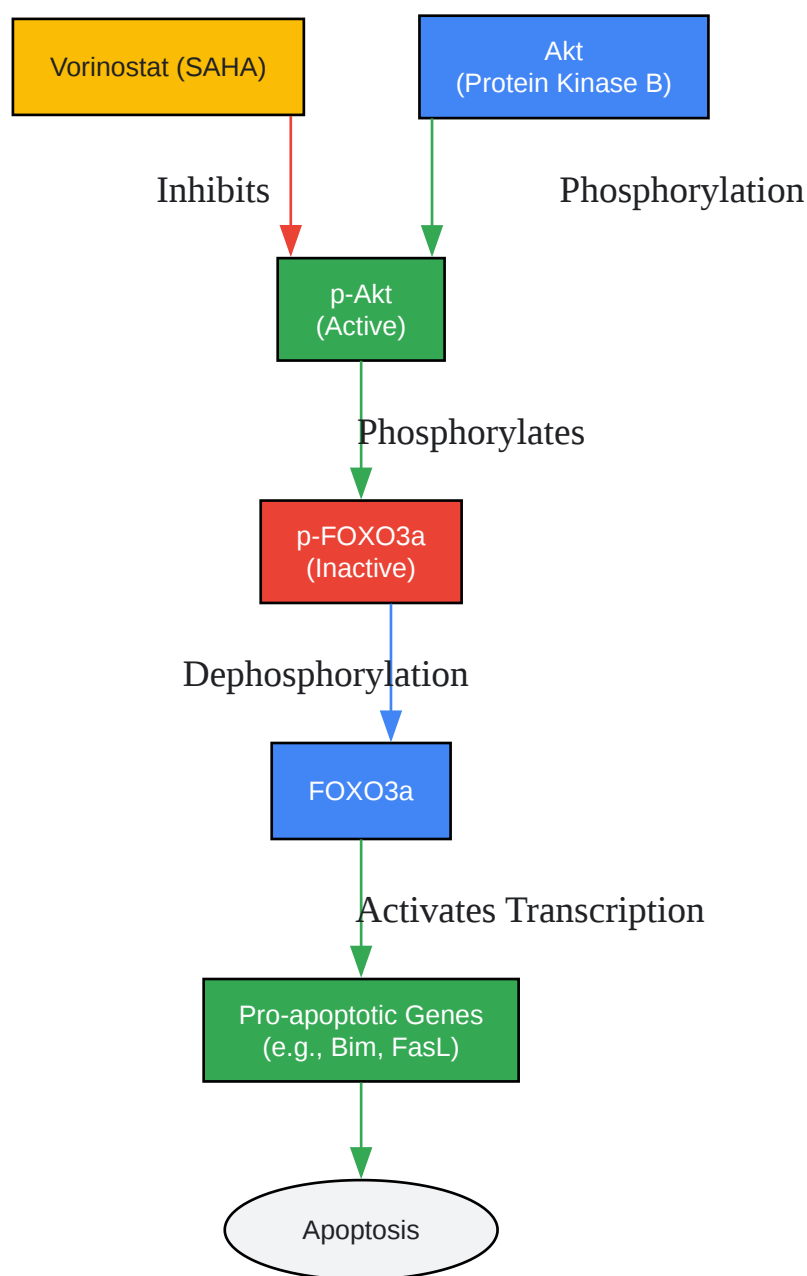 Vorinostat (SAHA)
Akt
(Protein Kinase B)
Inhibits
Phosphorylation
p-Akt
(Active)
Phosphorylates
p-FOXO3a
(Inactive)
Dephosphorylation
FOXO3a
Activates Transcription
Pro-apoptotic Genes
(e.g., Bim, FasL)
Apoptosis